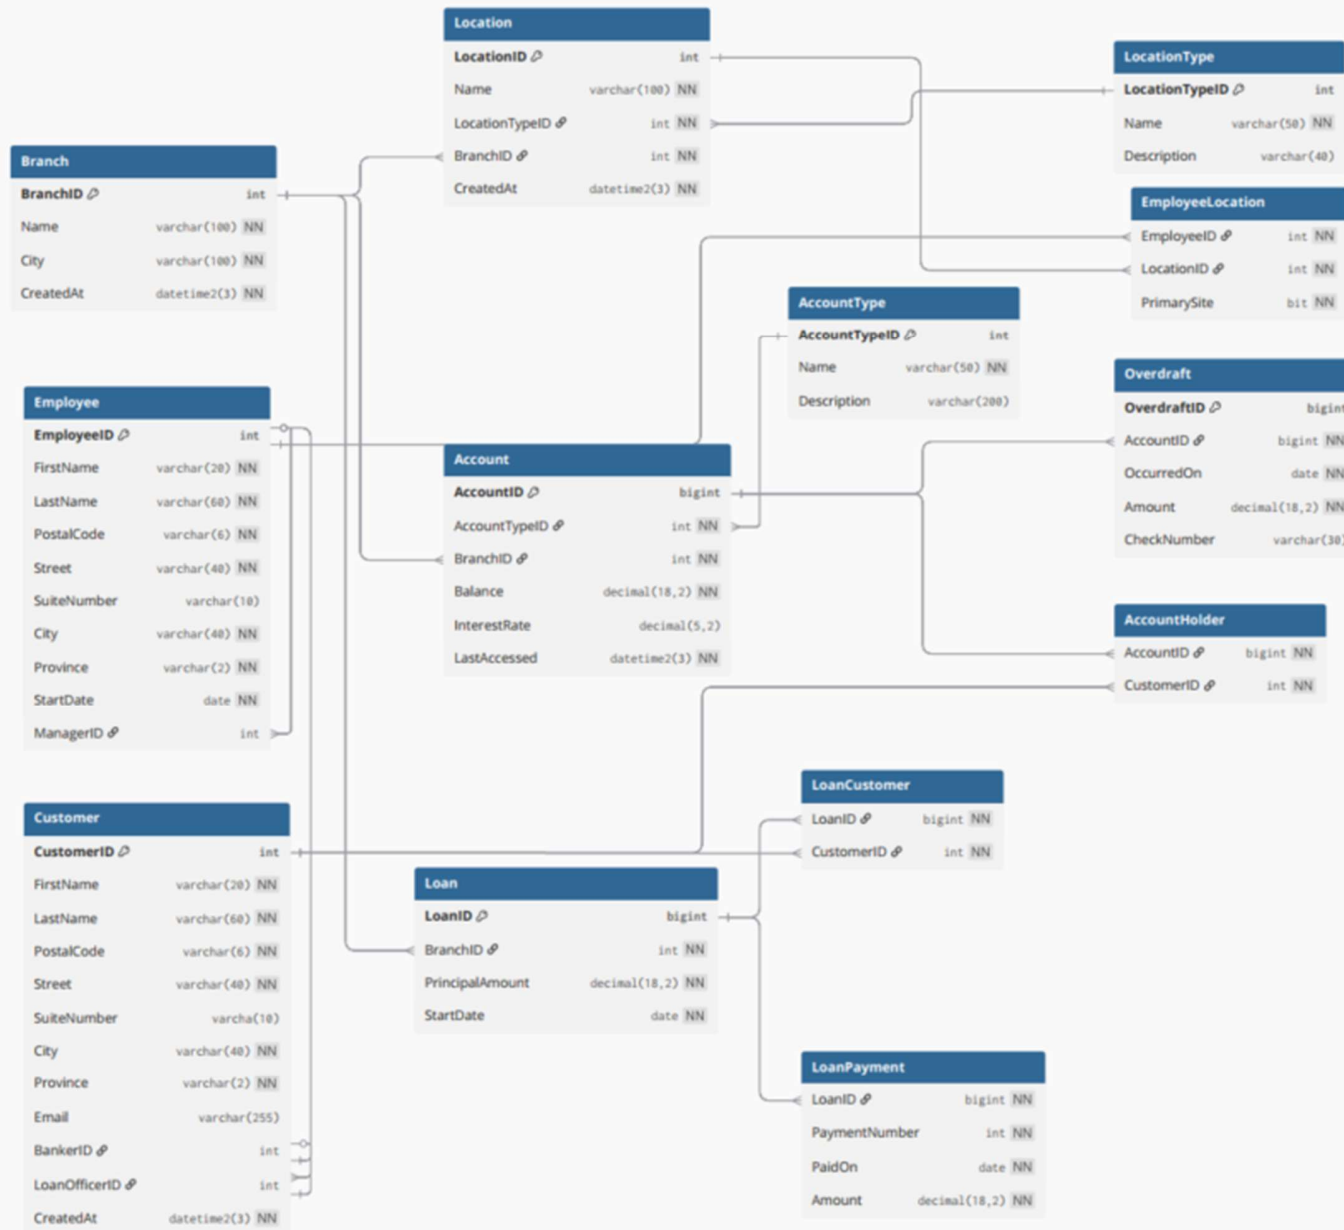 Location
LocationID int
Name varchar(100) NN
LocationTypeID int NN
BranchID int NN
CreatedAt datetime2(3) NN
LocationType
LocationTypeID int
Name varchar(50) NN
Description varchar(40)
Branch
BranchID int
Name varchar(100) NN
City varchar(100) NN
CreatedAt datetime2(3) NN
EmployeeLocation
EmployeeID int NN
LocationID int NN
PrimarySite bit NN
AccountType
AccountTypeID int
Name varchar(50) NN
Description varchar(200)
Overdraft
OverdraftID bigint
AccountID bigint NN
OccurredOn date NN
Amount decimal(18,2) NN
CheckNumber varchar(30)
Employee
EmployeeID int
FirstName varchar(20) NN
LastName varchar(60) NN
PostalCode varchar(6) NN
Street varchar(40) NN
SuiteNumber varchar(10)
City varchar(40) NN
Province varchar(2) NN
StartDate date NN
ManagerID int
Account
AccountID bigint
AccountTypeID int NN
BranchID int NN
Balance decimal(18,2) NN
InterestRate decimal(5,2)
LastAccessed datetime2(3) NN
AccountHolder
AccountID bigint NN
CustomerID int NN
LoanCustomer
LoanID bigint NN
CustomerID int NN
Customer
CustomerID int
FirstName varchar(20) NN
LastName varchar(60) NN
PostalCode varchar(6) NN
Street varchar(40) NN
SuiteNumber varcha(10)
City varchar(40) NN
Province varchar(2) NN
Email varchar(255)
BankerID int
LoanOfficerID int
CreatedAt datetime2(3) NN
Loan
LoanID bigint
BranchID int NN
PrincipalAmount decimal(18,2) NN
StartDate date NN
LoanPayment
LoanID bigint NN
PaymentNumber int NN
PaidOn date NN
Amount decimal(18,2) NN